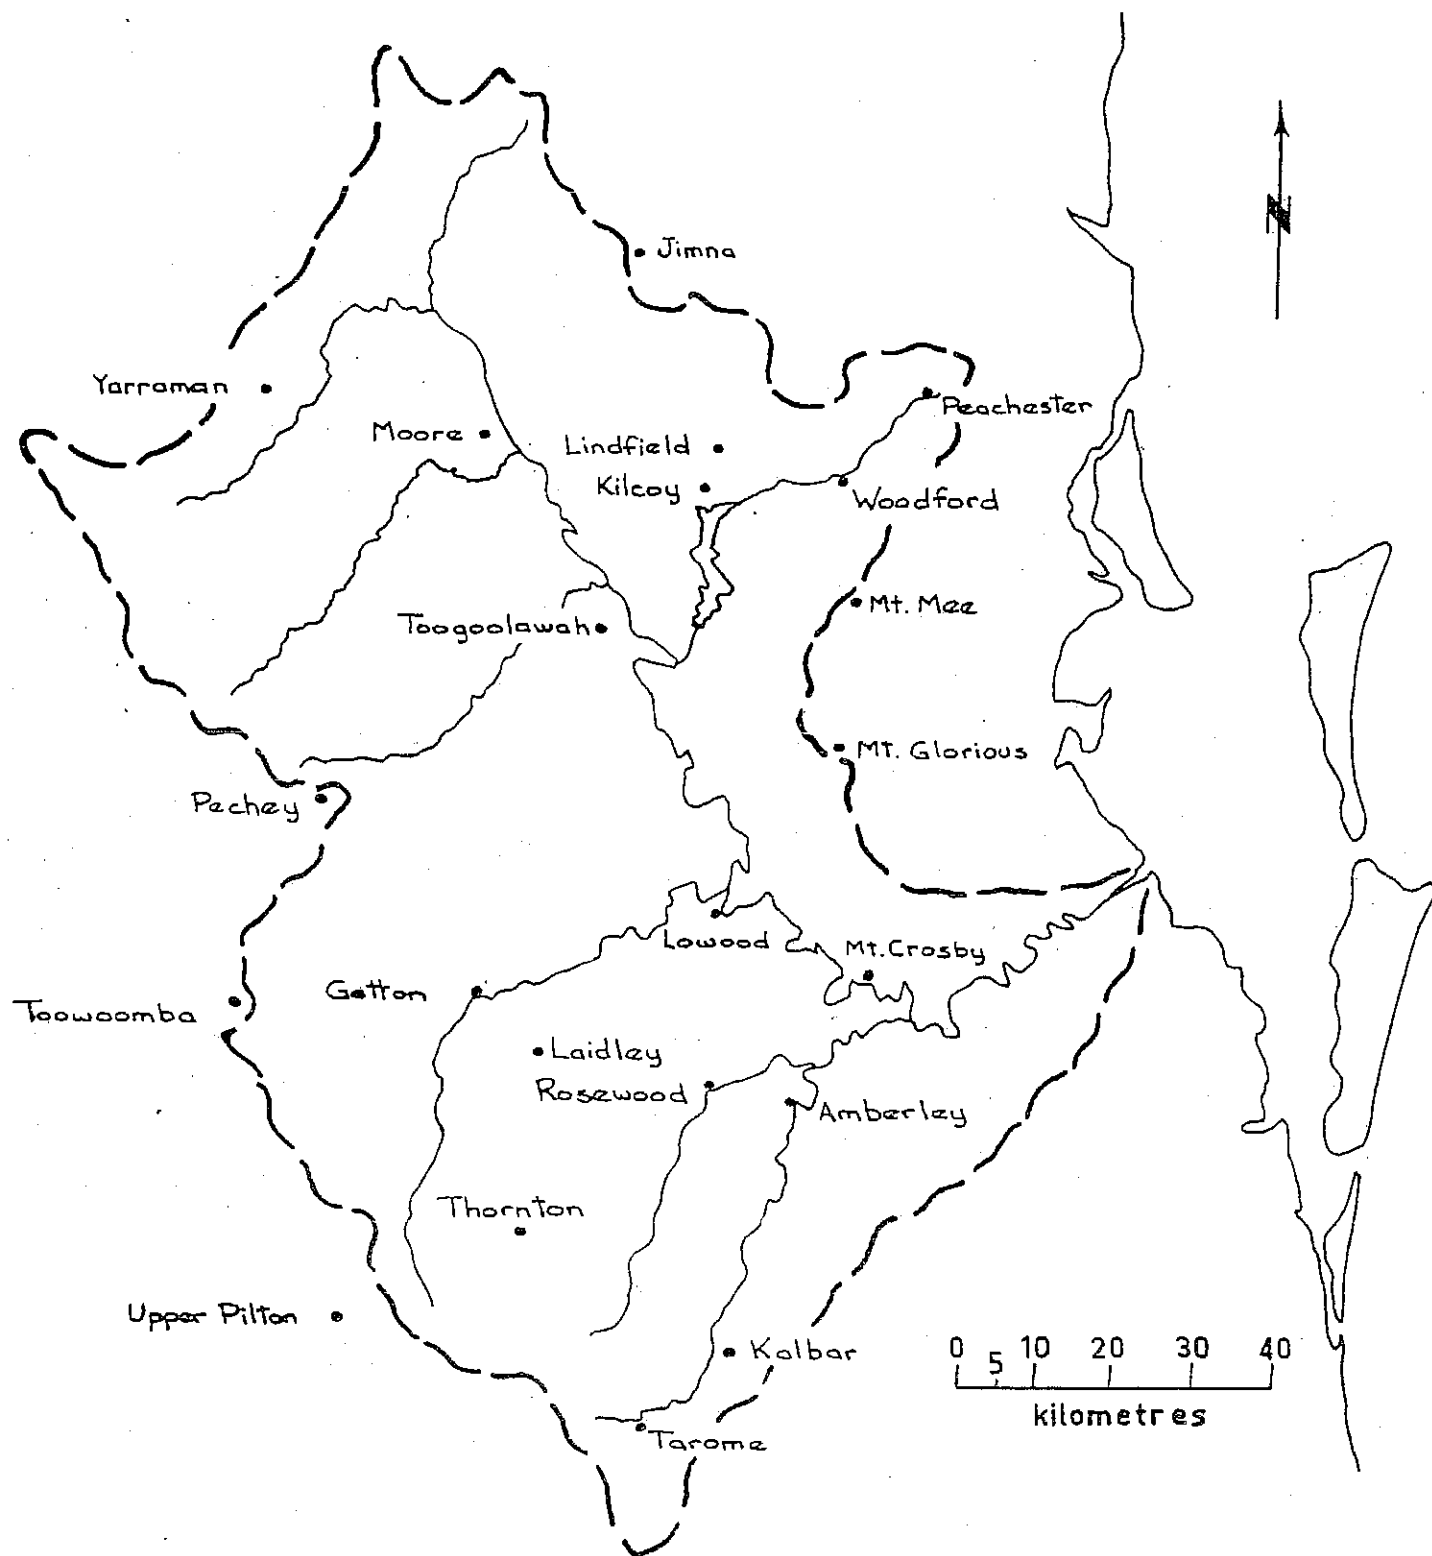 N
Jimna
Yarraman
Peachester
Moore
Lindfield
Kilcoy
Woodford
Mt. Mee
Toogoolawah
Mt. Glorious
Pechey
Lowood
Mt. Crosby
Gatton
Toowoomba
Laidley
Rosewood
Amberley
Thornton
Upper Pilton
Kalbar
0 5 10 20 30 40
kilometres
Tarome